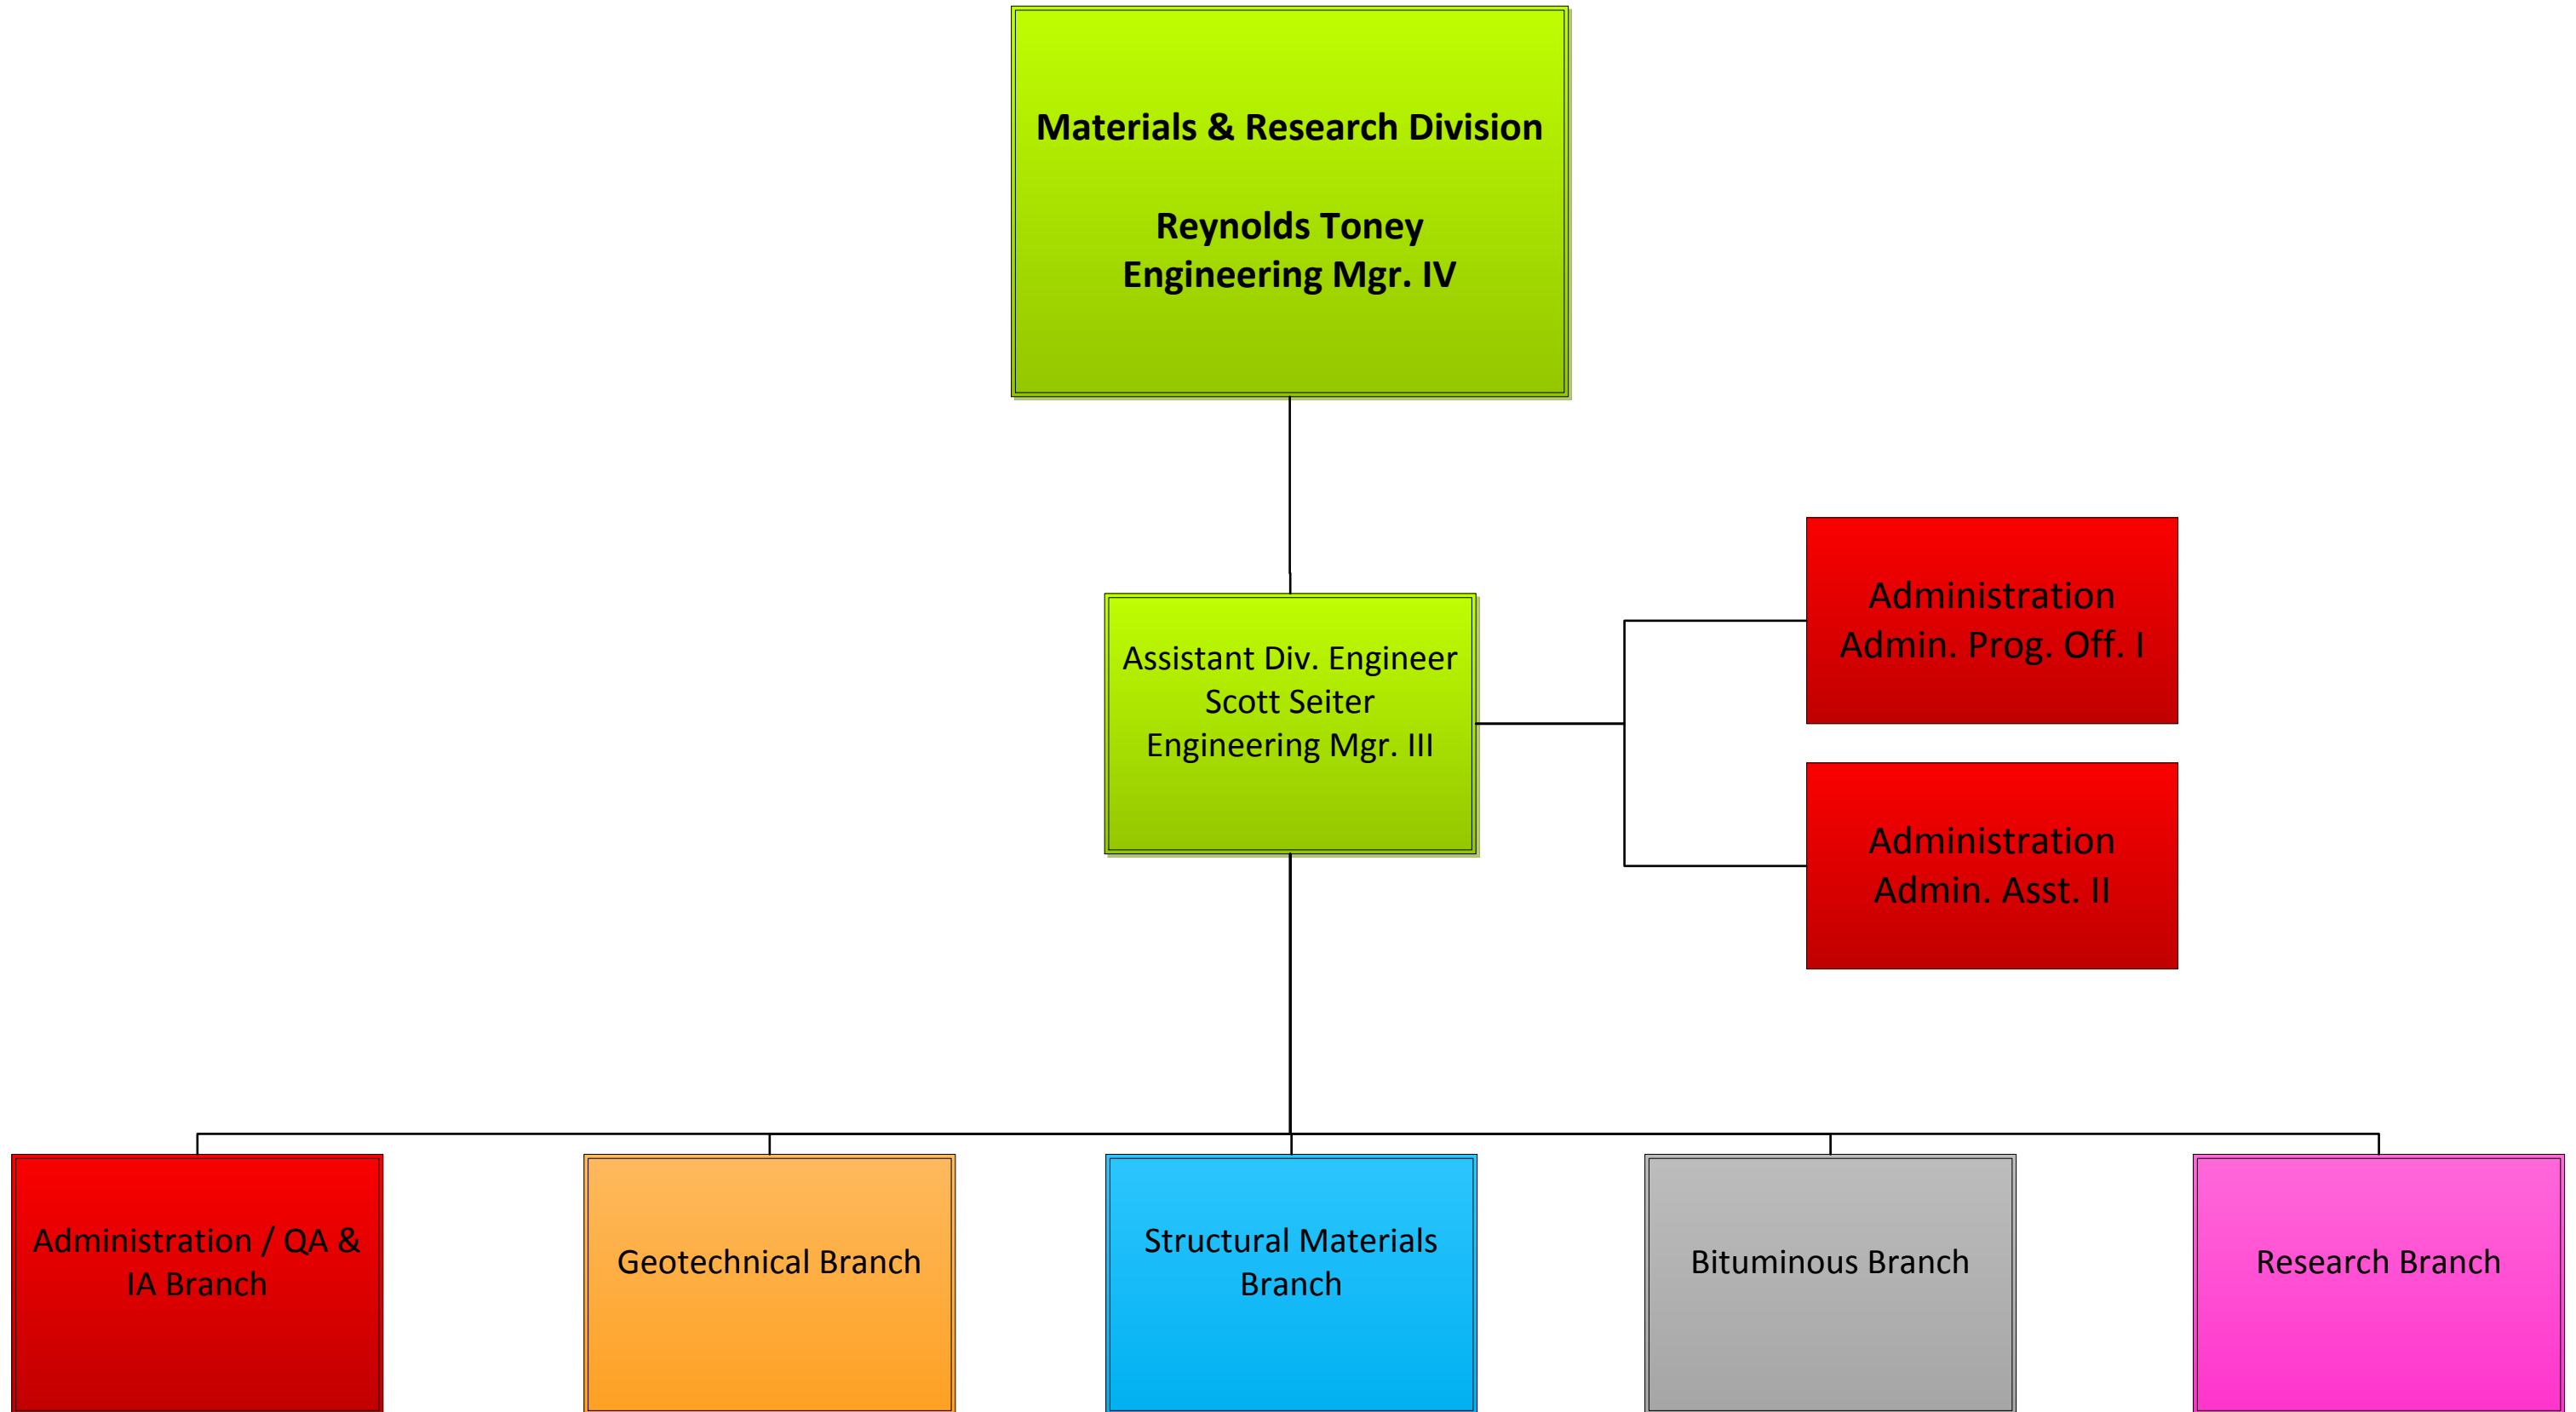 Materials & Research Division
Reynolds Toney
Engineering Mgr. IV
Assistant Div. Engineer
Scott Seiter
Engineering Mgr. III
Administration
Admin. Prog. Off. I
Administration
Admin. Asst. II
Administration / QA &
IA Branch
Geotechnical Branch
Structural Materials
Branch
Bituminous Branch
Research Branch